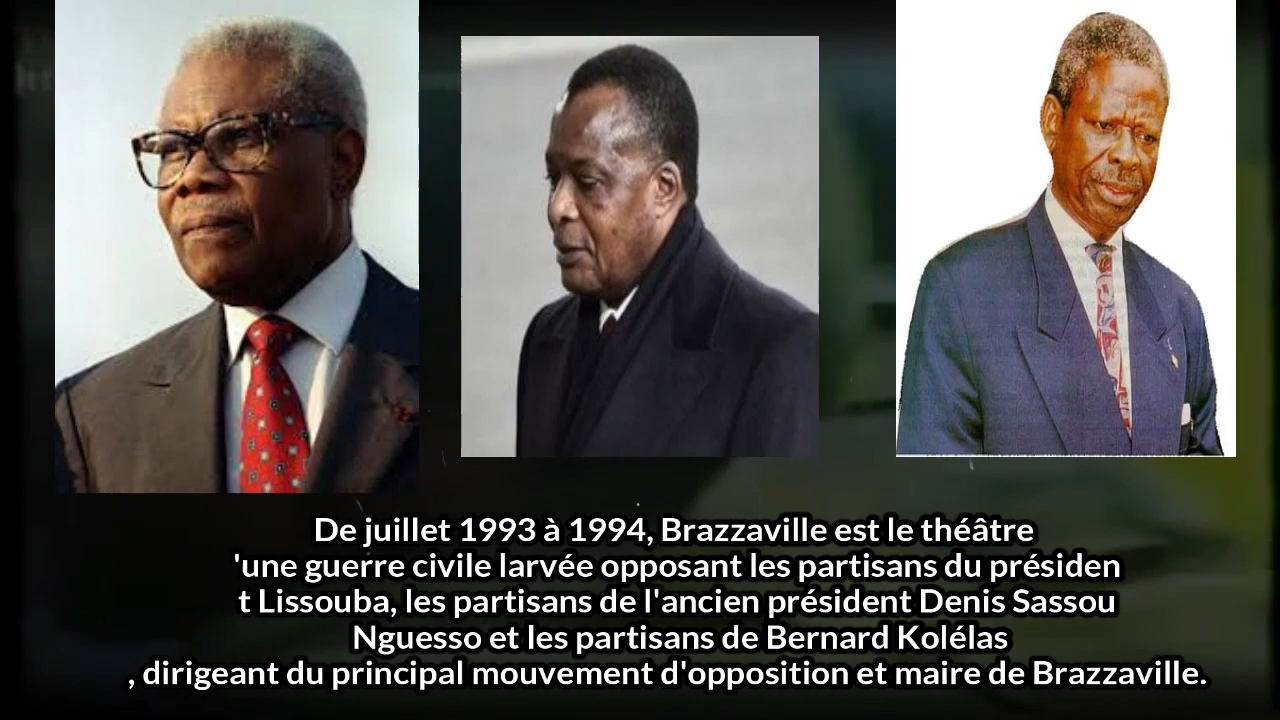 De juillet 1993 à 1994, Brazzaville est le théâtre
'une guerre civile larvée opposant les partisans du présiden
t Lissouba, les partisans de l'ancien président Denis Sassou
Nguesso et les partisans de Bernard Kolélas
, dirigeant du principal mouvement d'opposition et maire de Brazzaville.